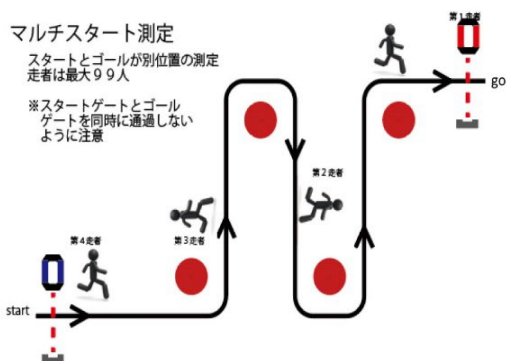 マルチスタート測定
スタートとゴールが別位置の測定
走者は最大９９人
※スタートゲートとゴール
ゲートを同時に通過しない
ように注意
第１走者
go
第２走者
第３走者
第４走者
start